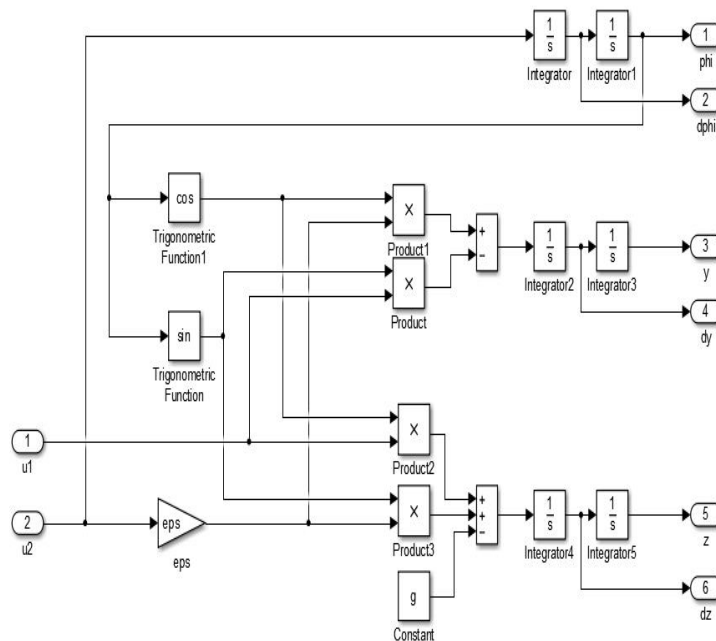 1
s
1
s
1
Integrator
Integrator1
phi
2
dphi
cos
×
Trigonometric
Function1
Product1
+
−
1
s
1
s
3
Integrator2
Integrator3
y
×
Product
sin
4
dy
Trigonometric
Function
1
u1
×
Product2
2
u2
eps
eps
×
Product3
+
+
−
1
s
1
s
5
Integrator4
Integrator5
z
g
Constant
6
dz